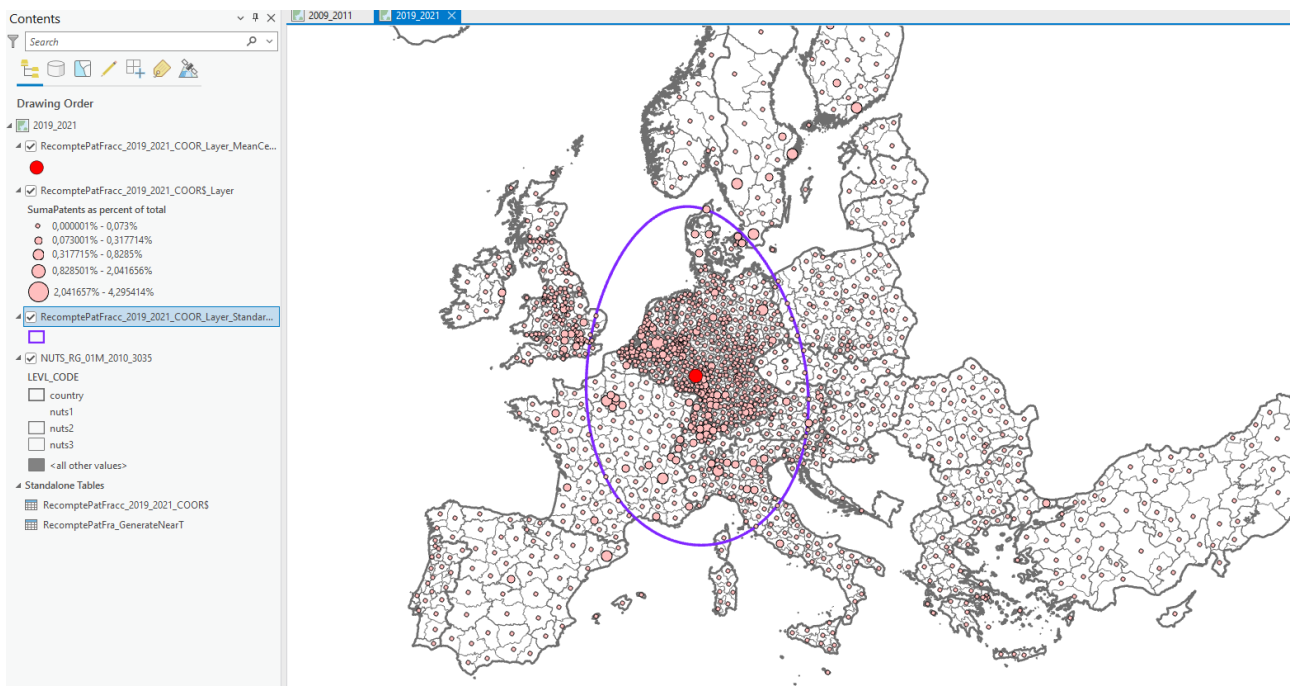 Contents
Search
Drawing Order
2019_2021
RecomptePatFracc_2019_2021_COOR_Layer_MeanCe...
RecomptePatFracc_2019_2021_COOR$_Layer
SumaPatents as percent of total
0,000001% - 0,073%
0,073001% - 0,317714%
0,317715% - 0,8285%
0,828501% - 2,041656%
2,041657% - 4,295414%
RecomptePatFracc_2019_2021_COOR_Layer_Standar...
NUTS_RG_01M_2010_3035
LEVL_CODE
country
nuts1
nuts2
nuts3
<all other values>
Standalone Tables
RecomptePatFracc_2019_2021_COOR$
RecomptePatFra_GenerateNearT
2009_2011
2019_2021